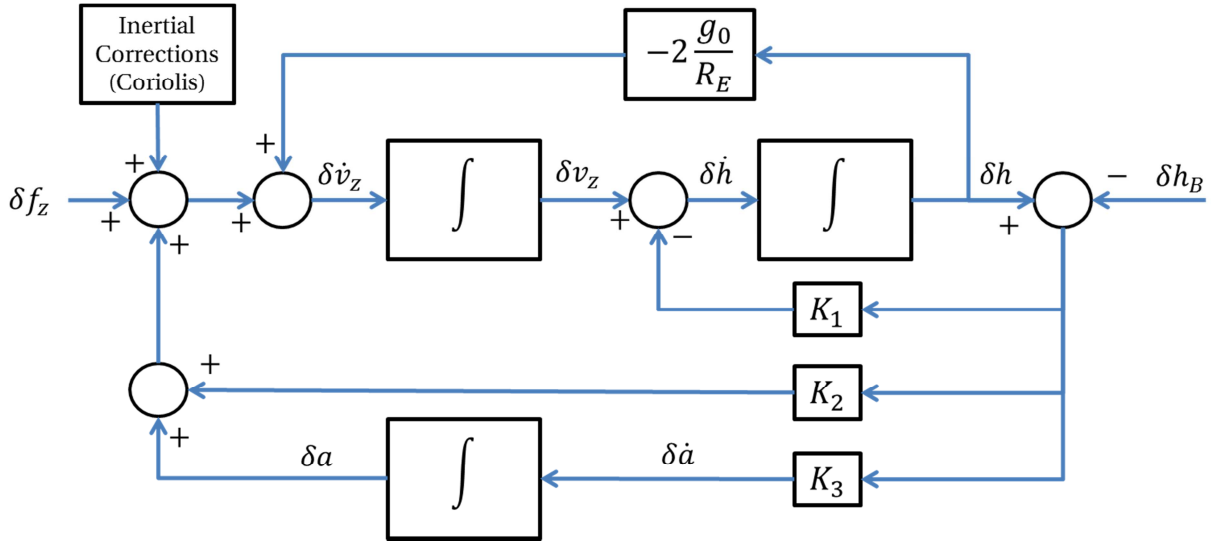 Inertial
Corrections
(Coriolis)
−2 g₀/R_E
+
+
+
+
+
δf_z
+
δv̇_z
∫
δv_z
+
−
δḣ
∫
δh
+
−
δh_B
K₁
+
K₂
+
δa
∫
δȧ
K₃